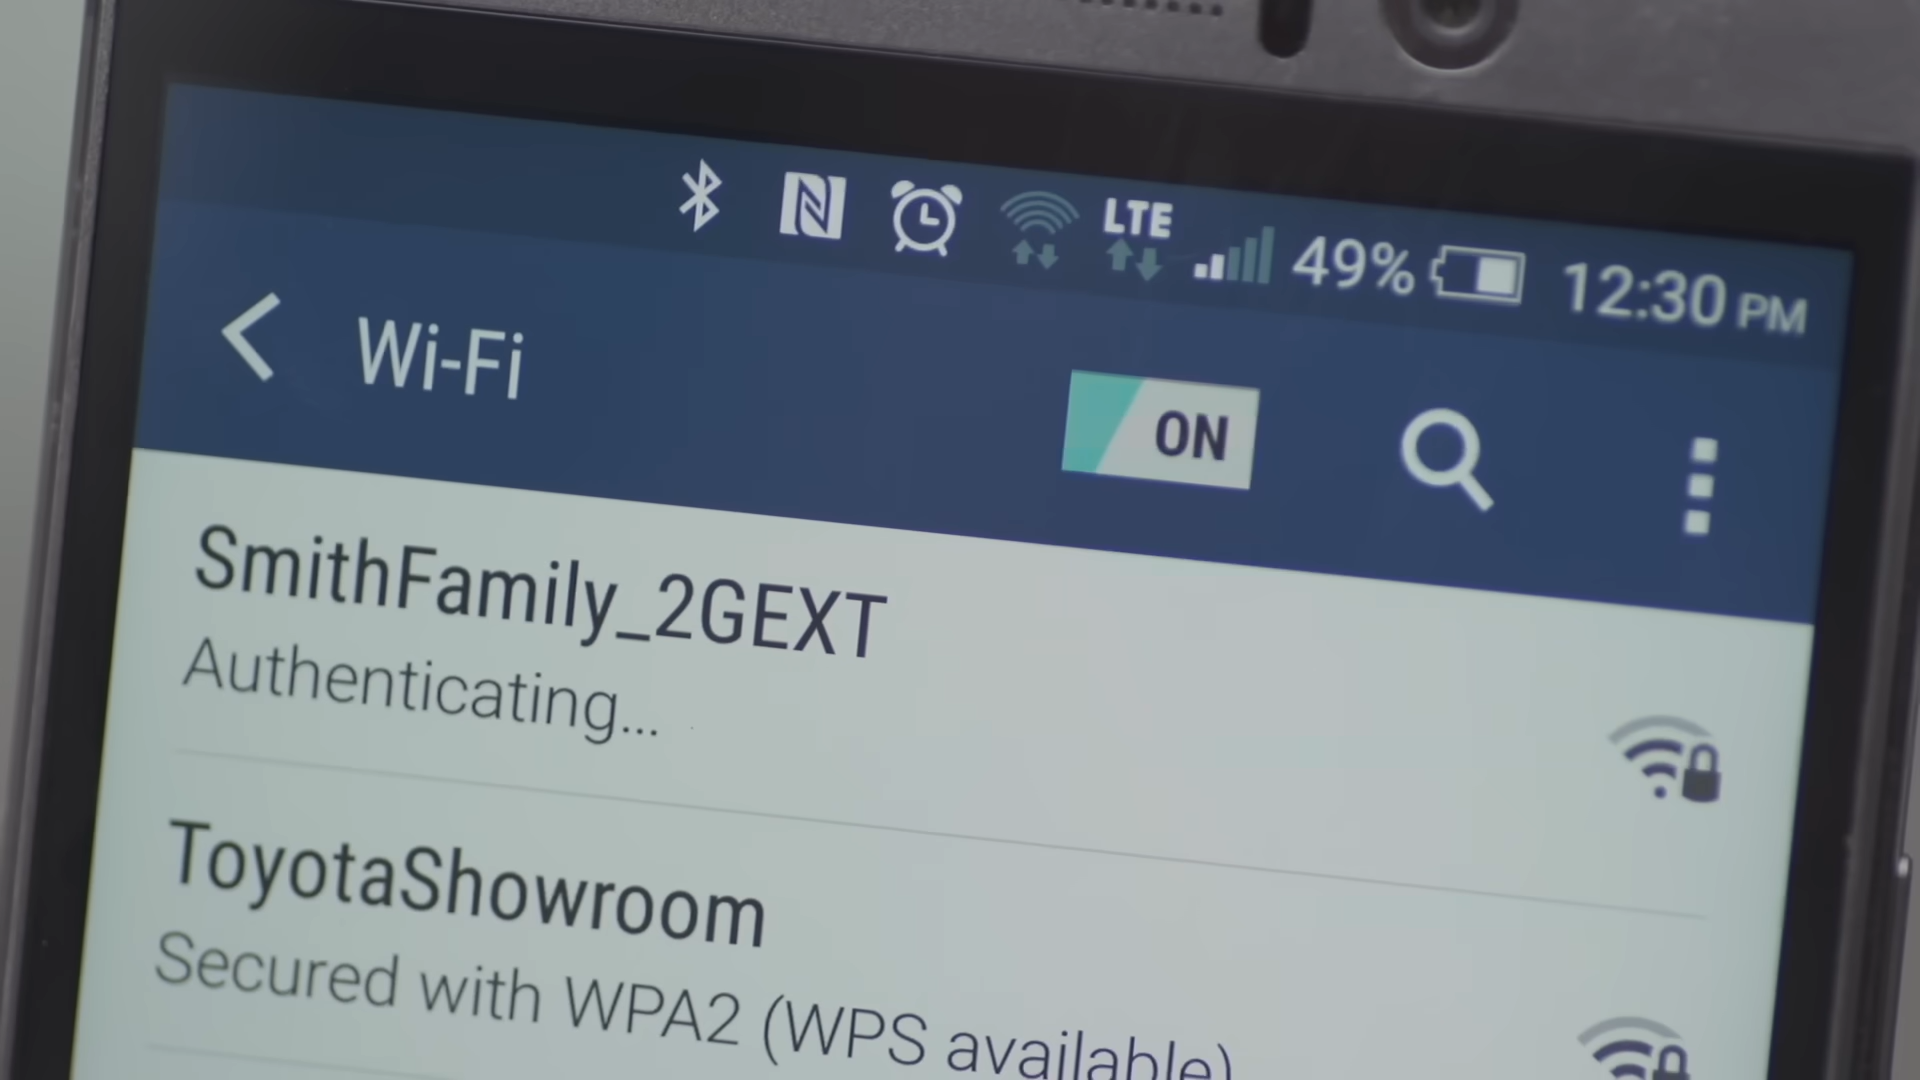 LTE 49% 12:30 PM
Wi-Fi ON
SmithFamily_2GEXT
Authenticating...
ToyotaShowroom
Secured with WPA2 (WPS available)